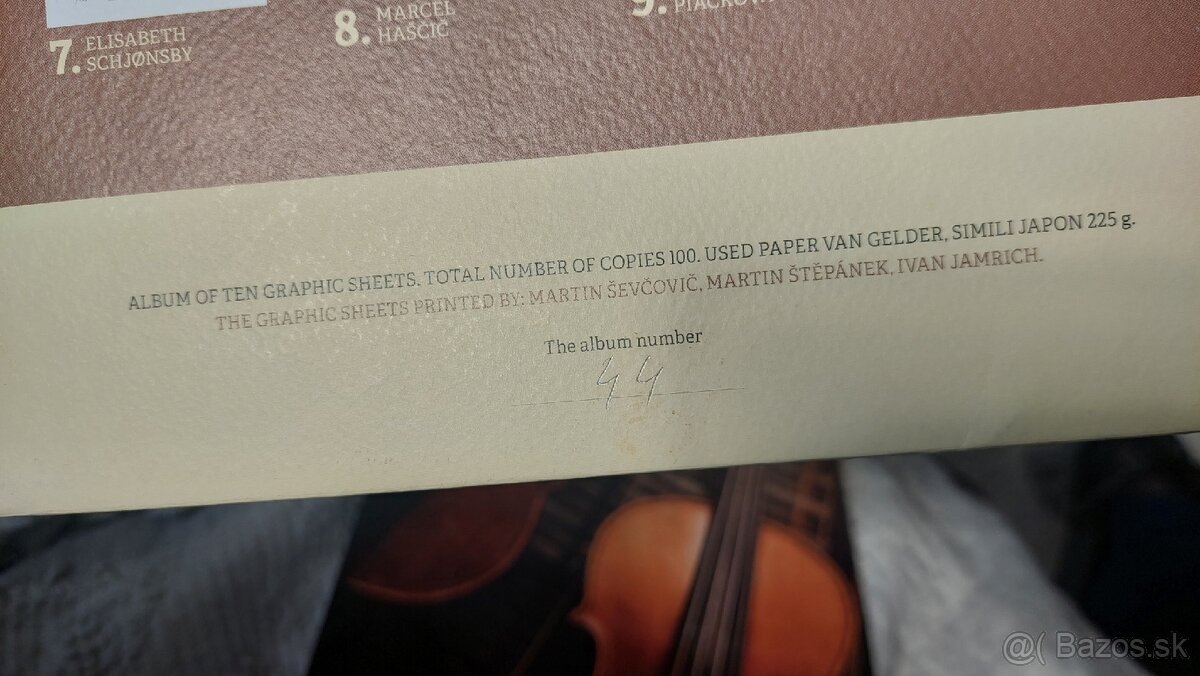 7. ELISABETH
SCHJØNSBY
8. MARCEL
HAŠČIČ
9.
ALBUM OF TEN GRAPHIC SHEETS. TOTAL NUMBER OF COPIES 100. USED PAPER VAN GELDER, SIMILI JAPON 225 g.
THE GRAPHIC SHEETS PRINTED BY: MARTIN ŠEVČOVIČ, MARTIN ŠTĚPÁNEK, IVAN JAMRICH.
The album number
44
@( Bazos.sk